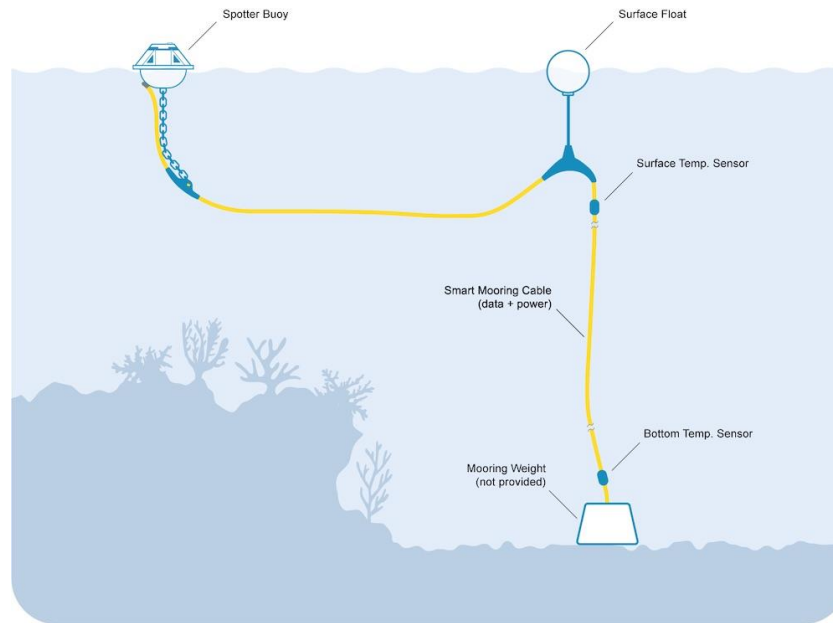 Spotter Buoy
Surface Float
Surface Temp. Sensor
Smart Mooring Cable
(data + power)
Bottom Temp. Sensor
Mooring Weight
(not provided)